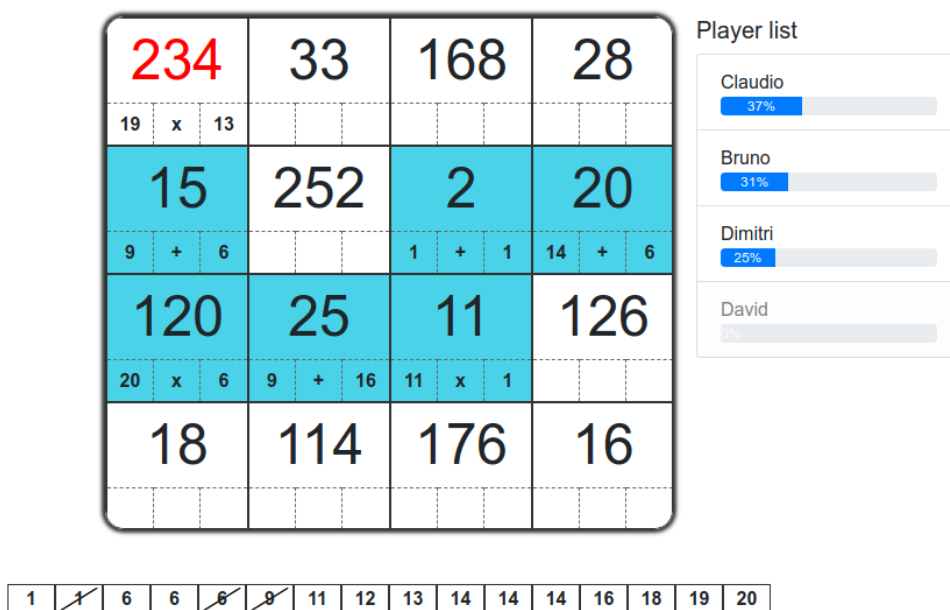 Player list
234 33 168 28
19 x 13
15 252 2 20
9 + 6 1 + 1 14 + 6
120 25 11 126
20 x 6 9 + 16 11 x 1
18 114 176 16
Claudio
37%
Bruno
31%
Dimitri
25%
David
0%
1 1 6 6 6 9 11 12 13 14 14 14 16 18 19 20